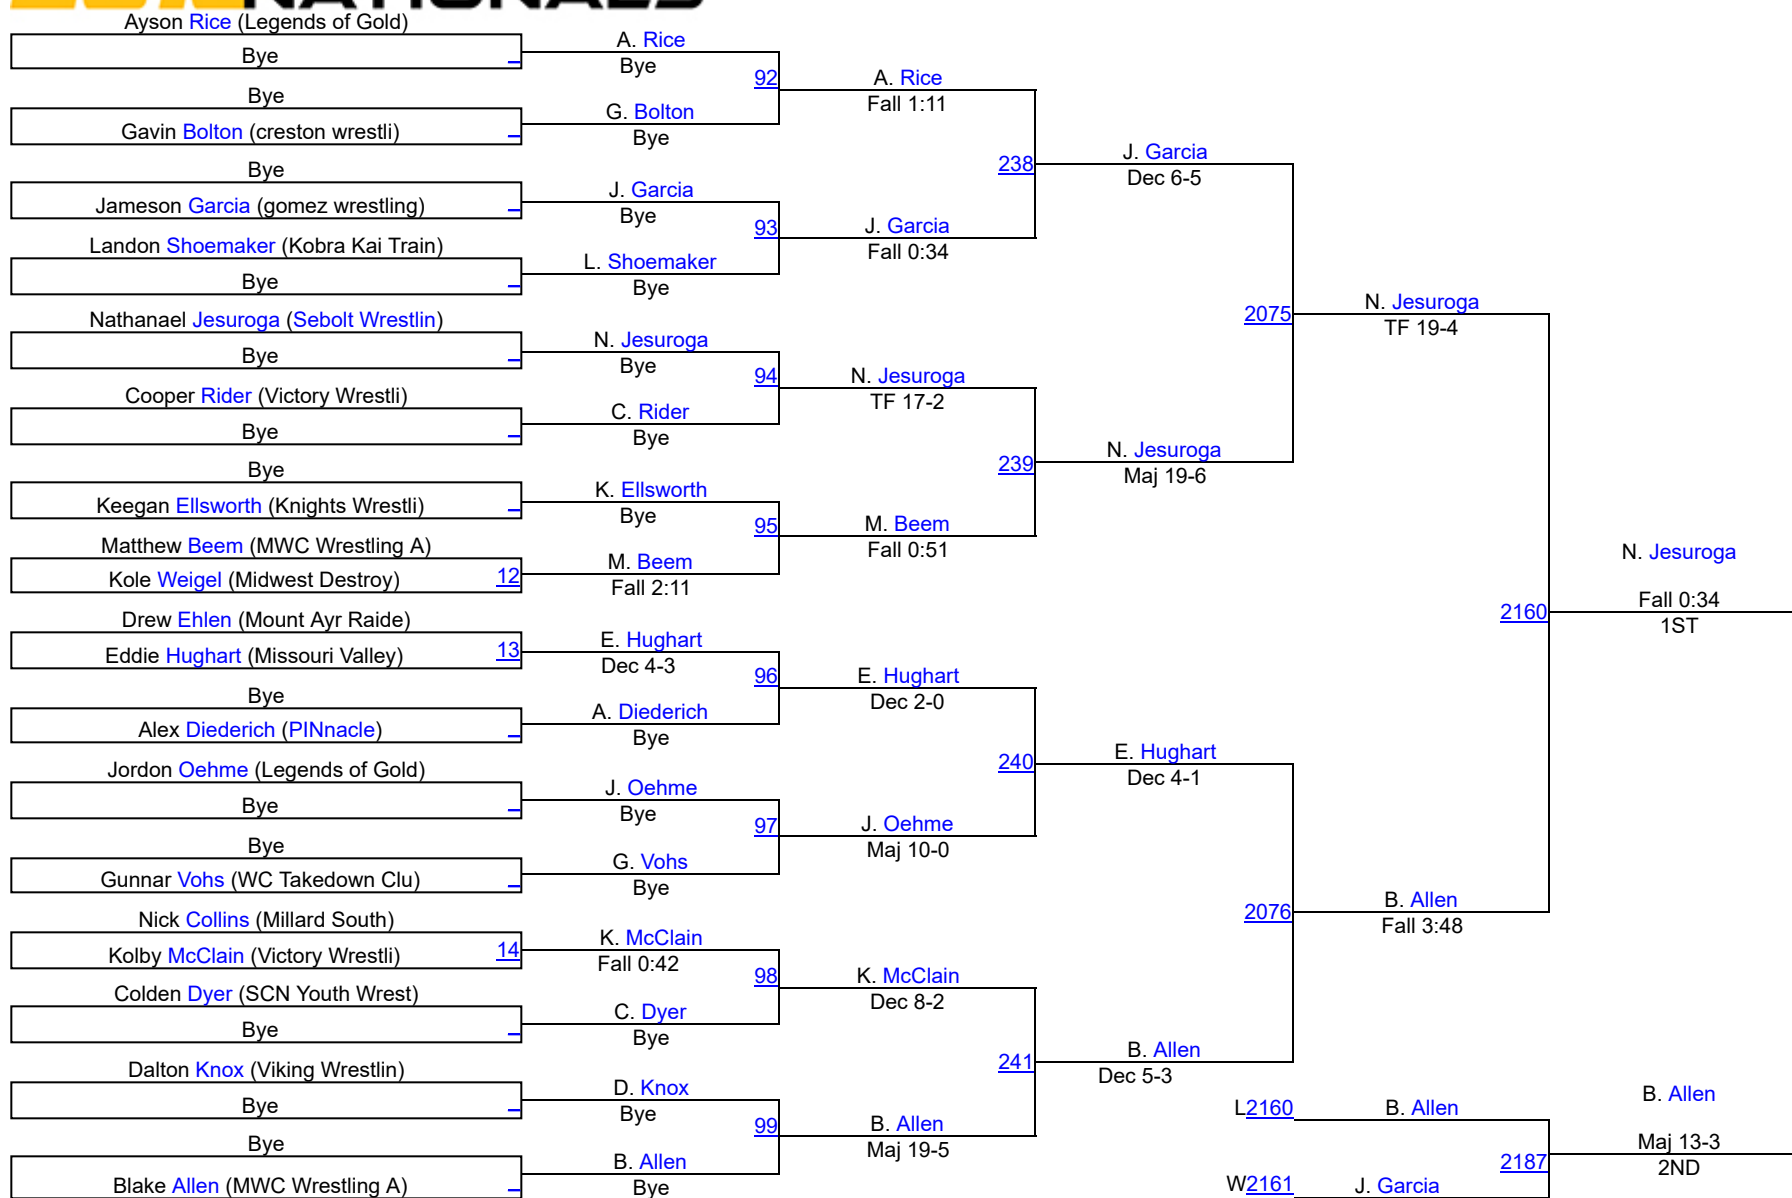 2012 NATIONALS
Ayson Rice (Legends of Gold)
Bye
Bye
Gavin Bolton (creston wrestli)
Bye
Jameson Garcia (gomez wrestling)
Landon Shoemaker (Kobra Kai Train)
Bye
Nathanael Jesuroga (Sebolt Wrestlin)
Bye
Cooper Rider (Victory Wrestli)
Bye
Bye
Keegan Ellsworth (Knights Wrestli)
Matthew Beem (MWC Wrestling A)
Kole Weigel (Midwest Destroy) 12
Drew Ehlen (Mount Ayr Raide)
Eddie Hughart (Missouri Valley) 13
Bye
Alex Diederich (PINnacle)
Jordon Oehme (Legends of Gold)
Bye
Bye
Gunnar Vohs (WC Takedown Clu)
Nick Collins (Millard South)
Kolby McClain (Victory Wrestli) 14
Colden Dyer (SCN Youth Wrest)
Bye
Dalton Knox (Viking Wrestlin)
Bye
Bye
Blake Allen (MWC Wrestling A)
A. Rice
Bye
92
G. Bolton
Bye
J. Garcia
Bye
93
L. Shoemaker
Bye
N. Jesuroga
Bye
94
C. Rider
Bye
K. Ellsworth
Bye
95
M. Beem
Fall 2:11
E. Hughart
Dec 4-3
96
A. Diederich
Bye
J. Oehme
Bye
97
G. Vohs
Bye
K. McClain
Fall 0:42
98
C. Dyer
Bye
D. Knox
Bye
99
B. Allen
Bye
A. Rice
Fall 1:11
238
J. Garcia
Fall 0:34
N. Jesuroga
TF 17-2
239
M. Beem
Fall 0:51
E. Hughart
Dec 2-0
240
J. Oehme
Maj 10-0
K. McClain
Dec 8-2
241
B. Allen
Maj 19-5
J. Garcia
Dec 6-5
2075
N. Jesuroga
Maj 19-6
E. Hughart
Dec 4-1
2076
B. Allen
Dec 5-3
N. Jesuroga
TF 19-4
2160
B. Allen
Fall 3:48
N. Jesuroga
Fall 0:34
1ST
L2160 B. Allen
2187
W2161 J. Garcia
B. Allen
Maj 13-3
2ND